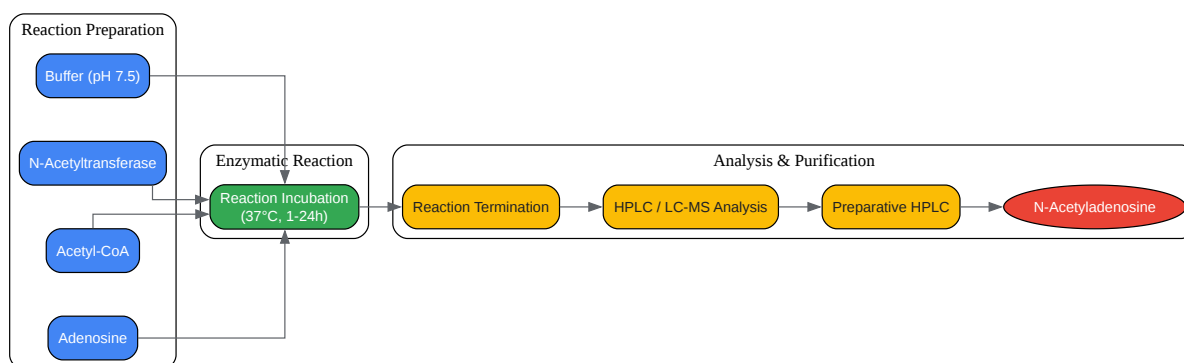 Reaction Preparation
Buffer (pH 7.5)
N-Acetyltransferase
Acetyl-CoA
Adenosine
Enzymatic Reaction
Reaction Incubation
(37°C, 1-24h)
Analysis & Purification
Reaction Termination
HPLC / LC-MS Analysis
Preparative HPLC
N-Acetyladenosine